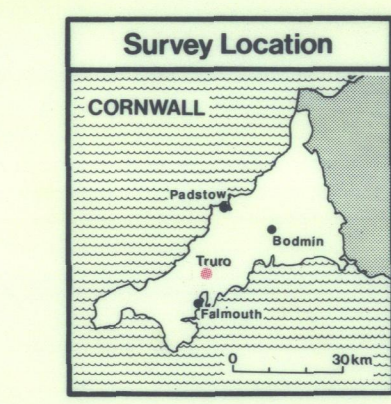 Survey Location
CORNWALL
Padstow
Bodmin
Truro
Falmouth
0 30km